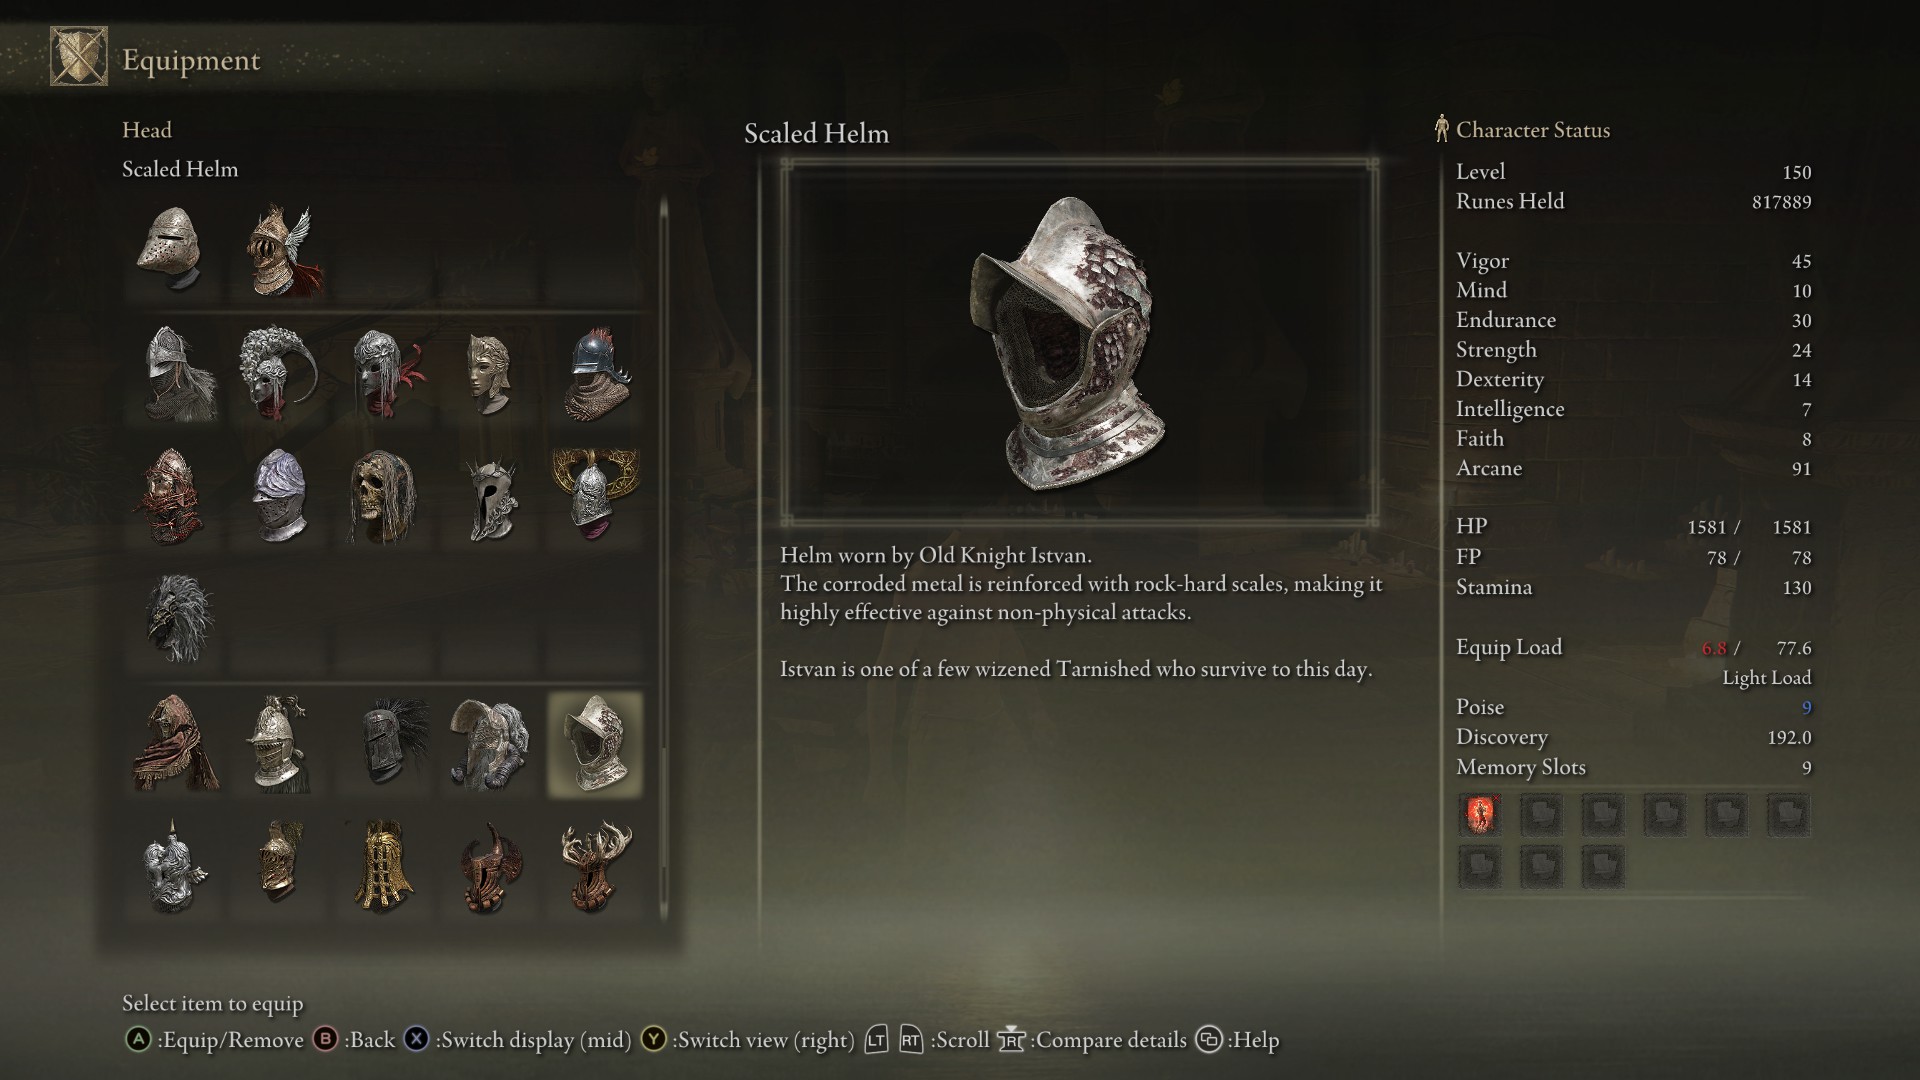 Equipment
Head
Scaled Helm
Scaled Helm
Helm worn by Old Knight Istvan.
The corroded metal is reinforced with rock-hard scales, making it
highly effective against non-physical attacks.
Istvan is one of a few wizened Tarnished who survive to this day.
Character Status
Level 150
Runes Held 817889
Vigor 45
Mind 10
Endurance 30
Strength 24
Dexterity 14
Intelligence 7
Faith 8
Arcane 91
HP 1581 / 1581
FP 78 / 78
Stamina 130
Equip Load 6.8 / 77.6
Light Load
Poise 9
Discovery 192.0
Memory Slots 9
Select item to equip
A :Equip/Remove B :Back X :Switch display (mid) Y :Switch view (right) LT RT :Scroll R :Compare details :Help